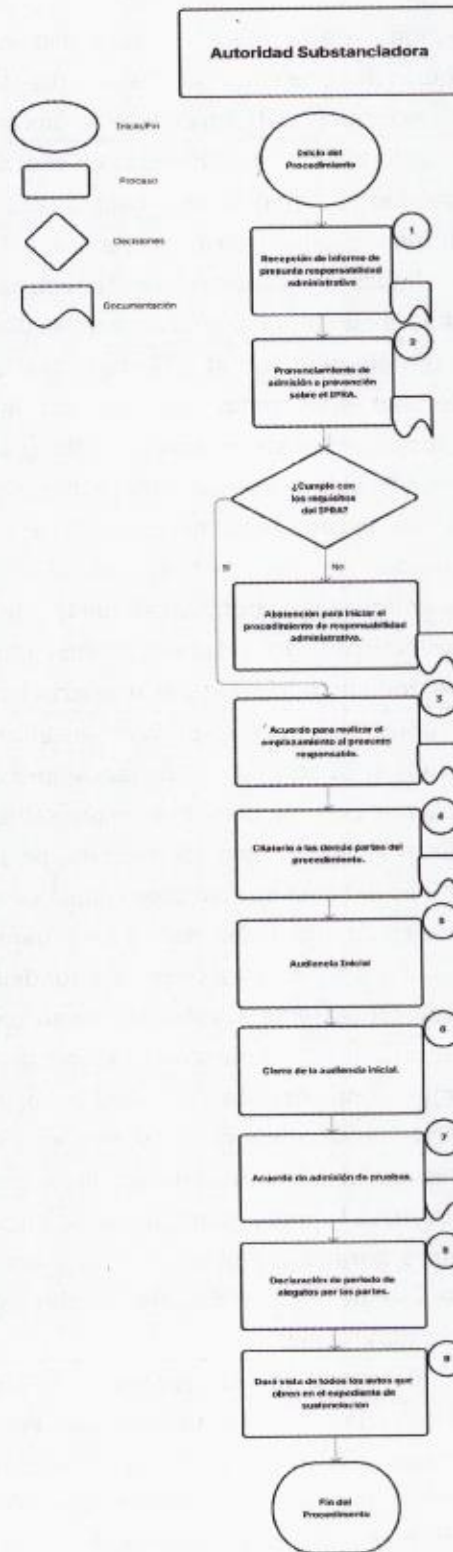 Autoridad Substanciadora
Inicio/Fin
Proceso
Decisiones
Documentación
Inicio del
Procedimiento
1
Recepción de informe de
presunta responsabilidad
administrativa
2
Pronunciamiento de
admisión o prevención
sobre el IPRA.
¿Cumple con
los requisitos
del IPRA?
Si
No
Abstención para iniciar el
procedimiento de responsabilidad
administrativa.
3
Acuerdo para realizar el
emplazamiento al presunto
responsable.
4
Citatorio a las demás partes del
procedimiento.
5
Audiencia Inicial
6
Cierre de la audiencia inicial.
7
Acuerdo de admisión de pruebas.
8
Declaración de periodo de
alegatos por las partes.
9
Dará vista de todos los autos que
obren en el expediente de
sustanciación
Fin del
Procedimiento